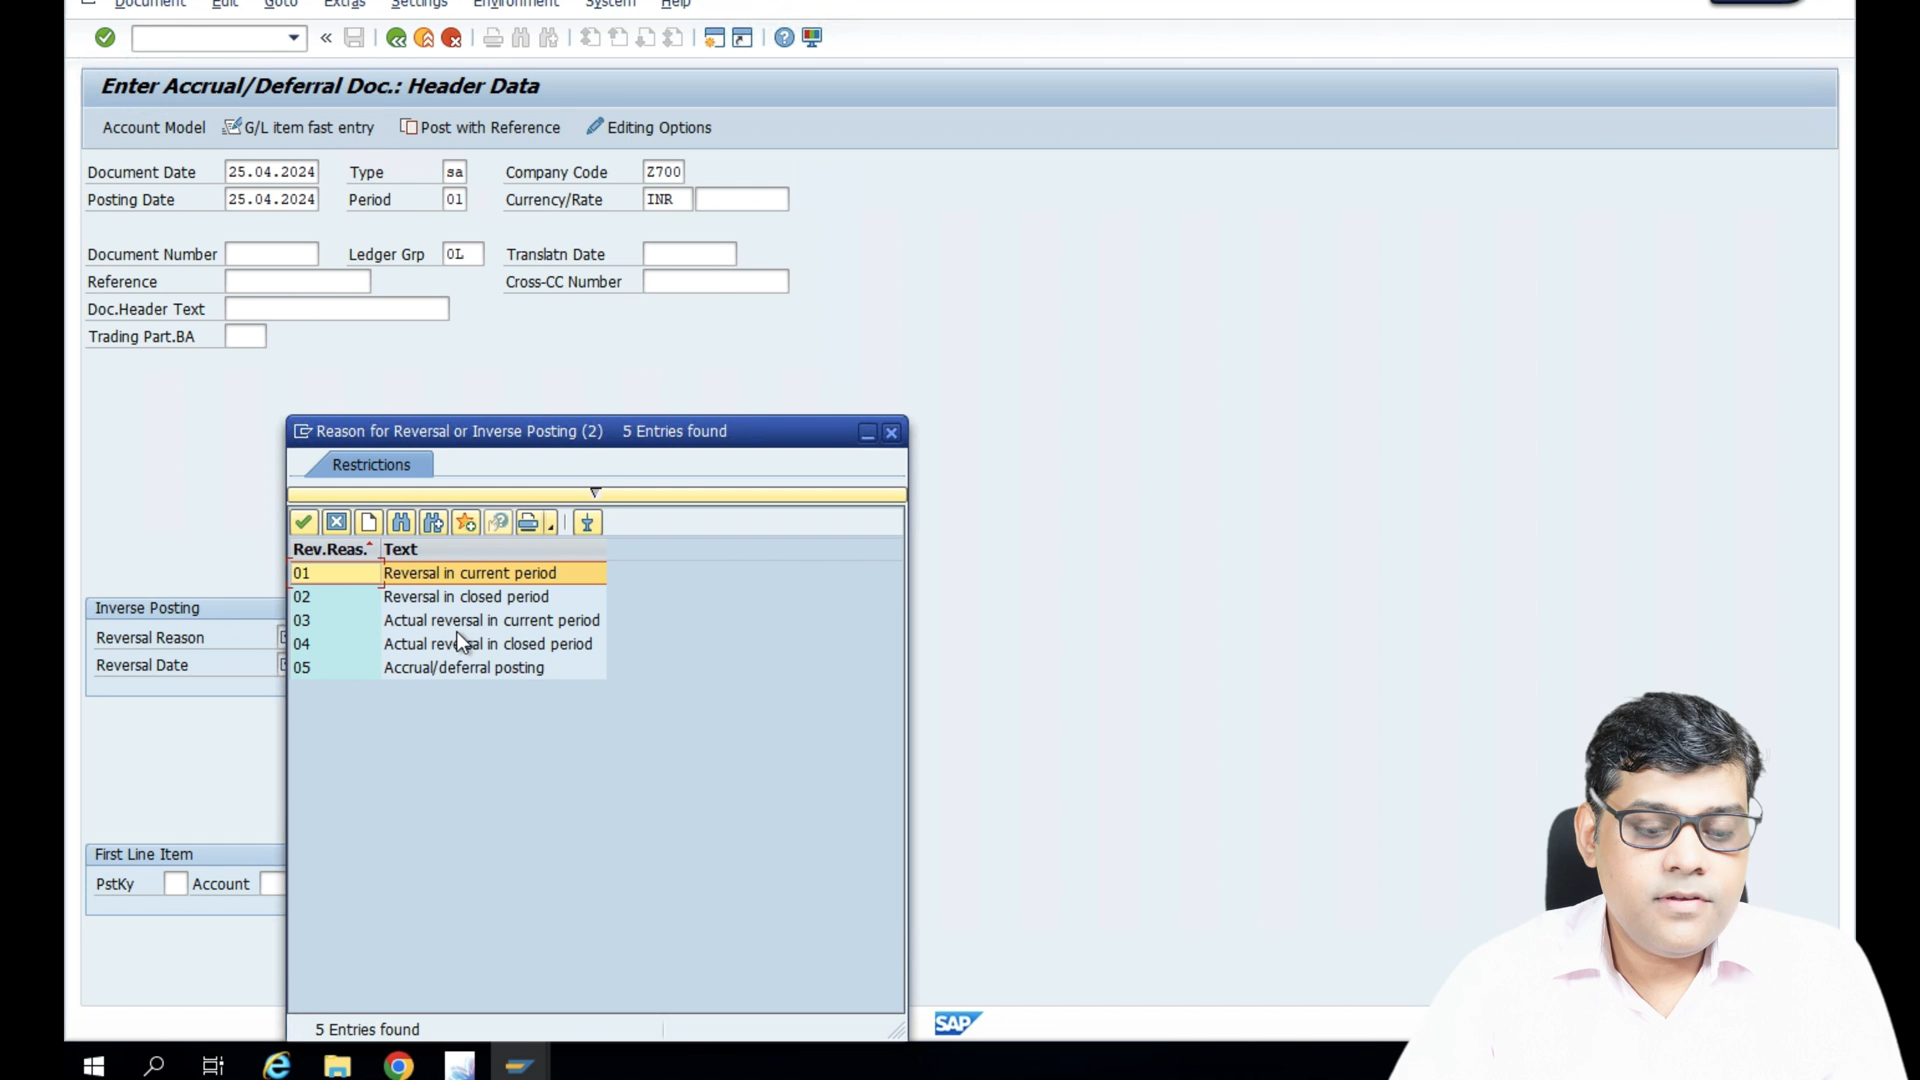 Document Edit Goto Extras Settings Environment System Help
Enter Accrual/Deferral Doc.: Header Data
Account Model G/L item fast entry Post with Reference Editing Options
Document Date 25.04.2024 Type sa Company Code Z700
Posting Date 25.04.2024 Period 01 Currency/Rate INR
Document Number Ledger Grp 0L Translatn Date
Reference Cross-CC Number
Doc.Header Text
Trading Part.BA
Reason for Reversal or Inverse Posting (2) 5 Entries found
Restrictions
Rev.Reas. Text
01 Reversal in current period
02 Reversal in closed period
03 Actual reversal in current period
04 Actual reversal in closed period
05 Accrual/deferral posting
Inverse Posting
Reversal Reason
Reversal Date
First Line Item
PstKy Account
5 Entries found
SAP